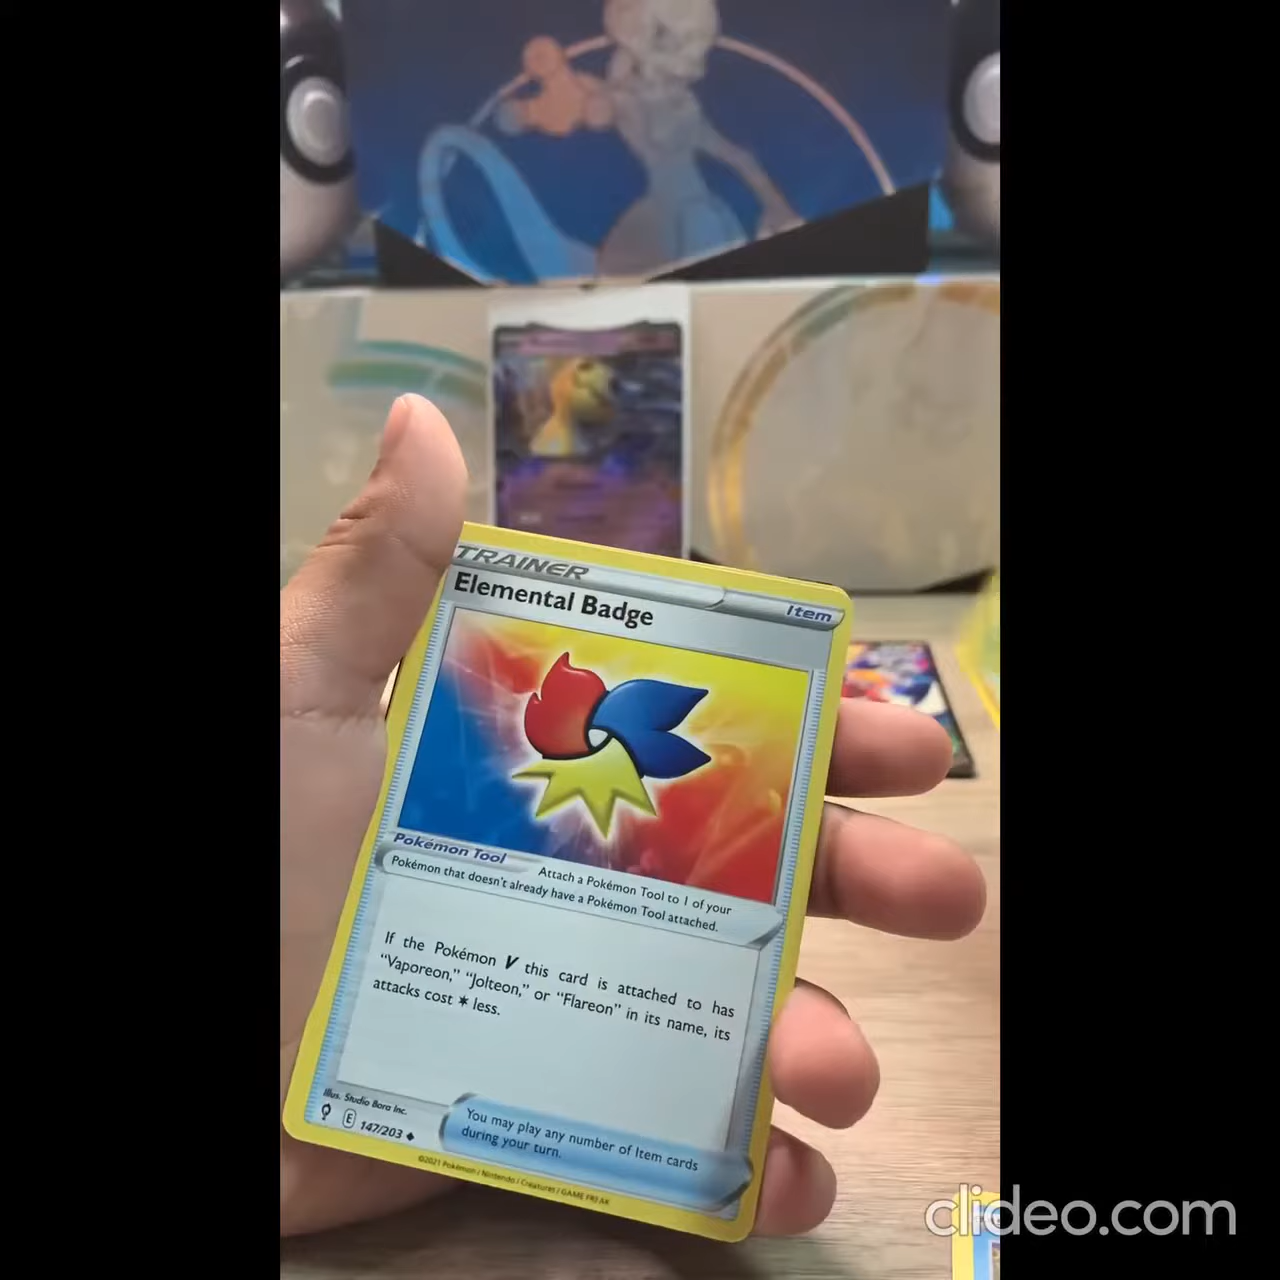 TRAINER
Item
Elemental Badge
Pokémon Tool
Attach a Pokémon Tool to 1 of your
Pokémon that doesn't already have a Pokémon Tool attached.
If the Pokémon V this card is attached to has
“Vaporeon,” “Jolteon,” or “Flareon” in its name, its
attacks cost ✶ less.
Illus. Studio Bora Inc.
E 147/203 ◆
You may play any number of Item cards
during your turn.
©2021 Pokémon / Nintendo / Creatures / GAME FREAK
clideo.com